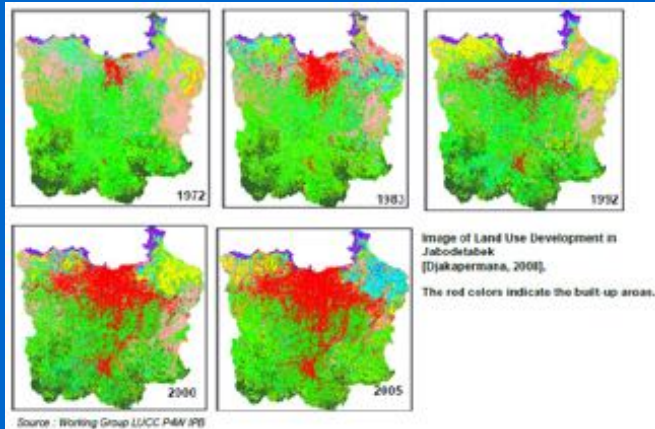 1972
1983
1992
2000
2005
Image of Land Use Development in
Jabodetabek
[Djakapermana, 2008],
The red colors indicate the built-up areas.
Source : Working Group LUCC P4W IPB